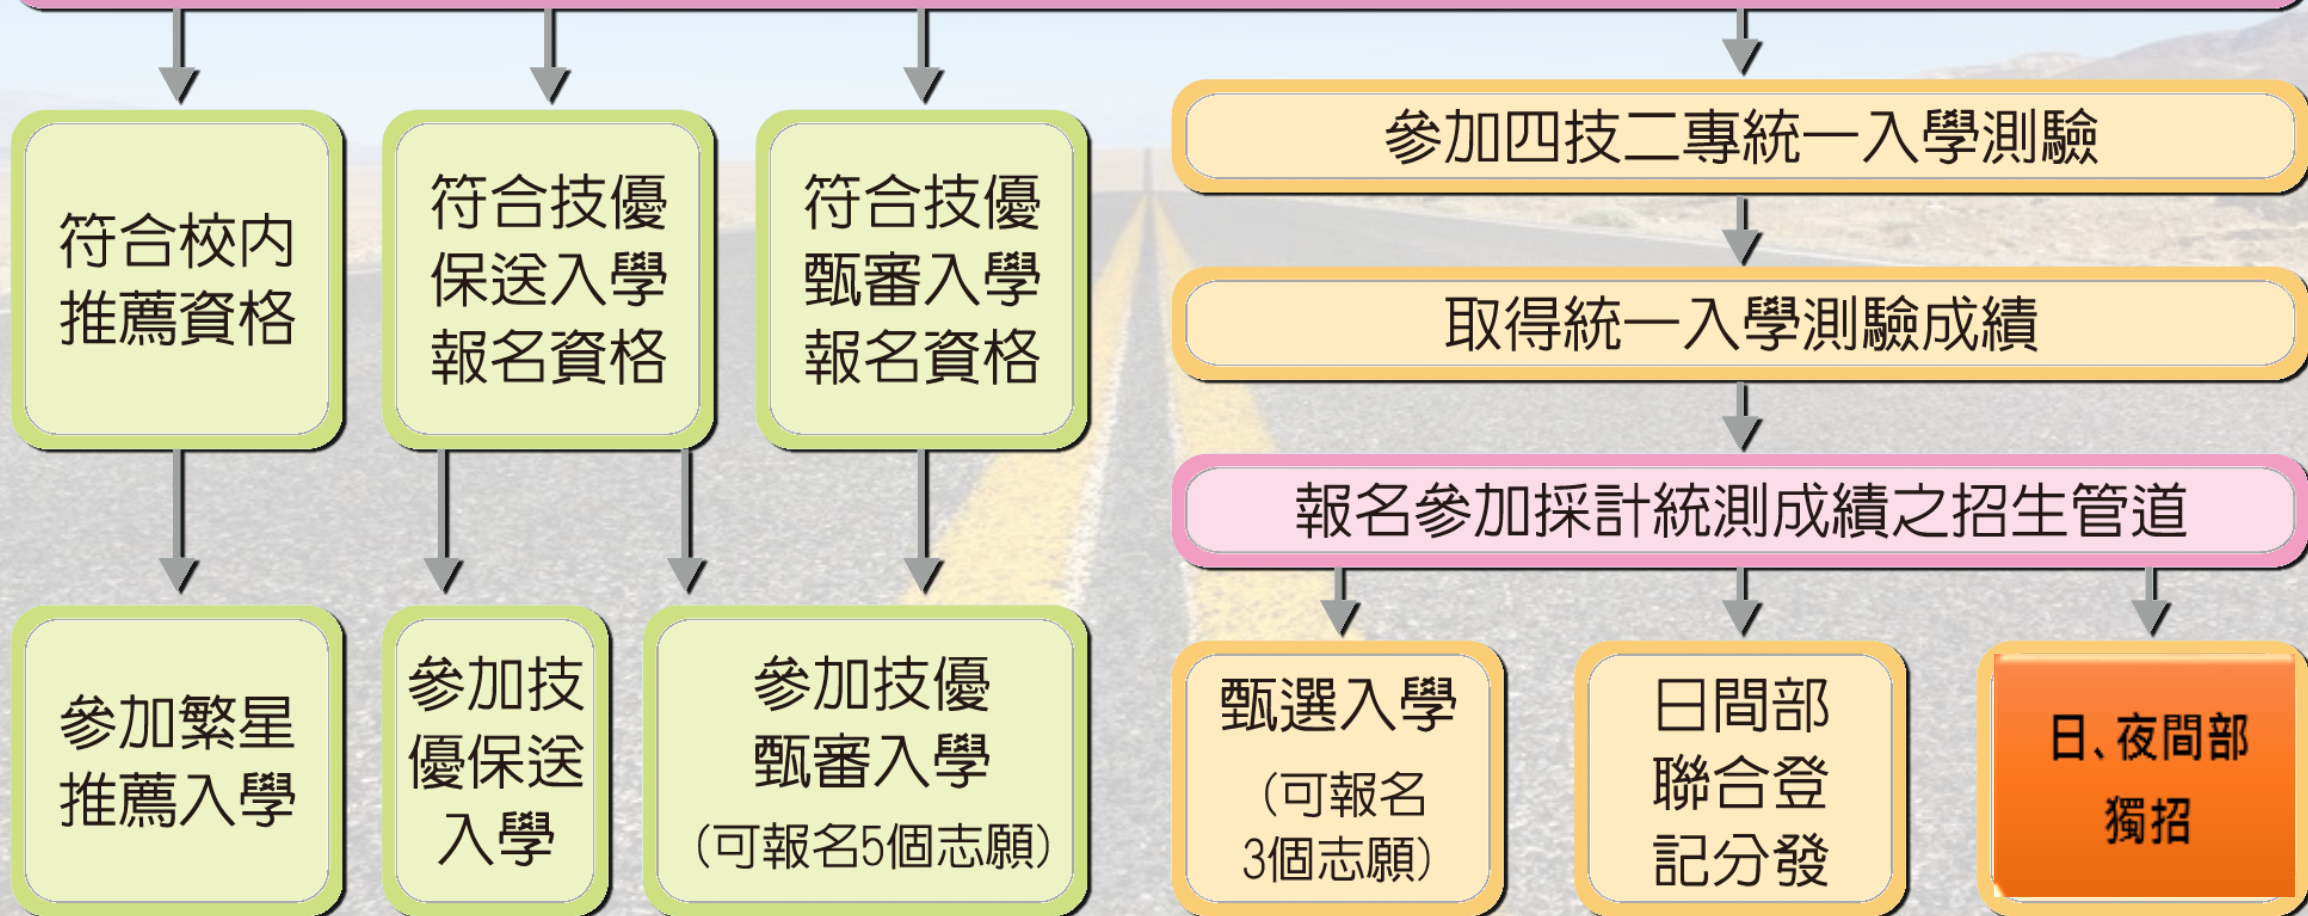 符合校内
推薦資格
符合技優
保送入學
報名資格
符合技優
甄審入學
報名資格
參加四技二專統一入學測驗
取得統一入學測驗成績
報名參加採計統測成績之招生管道
參加繁星
推薦入學
參加技
優保送
入學
參加技優
甄審入學
(可報名5個志願)
甄選入學
(可報名
3個志願)
日間部
聯合登
記分發
日、夜間部
獨招